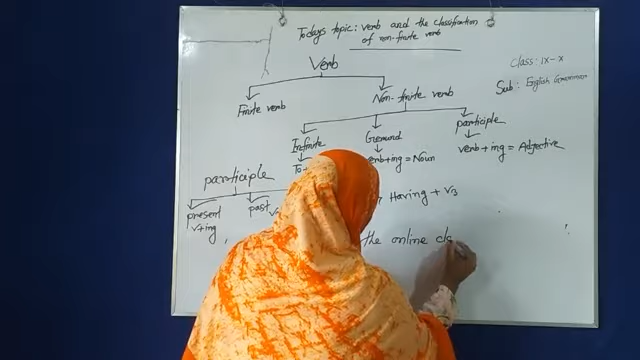 Todays topic: verb and the classification
of non-finite verb
Class: IX-X
Sub: English Grammar
Verb
Finite verb
Non-finite verb
Infinite
Gerund
participle
To+
verb+ing = Noun
verb+ing = Adjective
participle
present
v+ing
past
Having + v3
the online cla